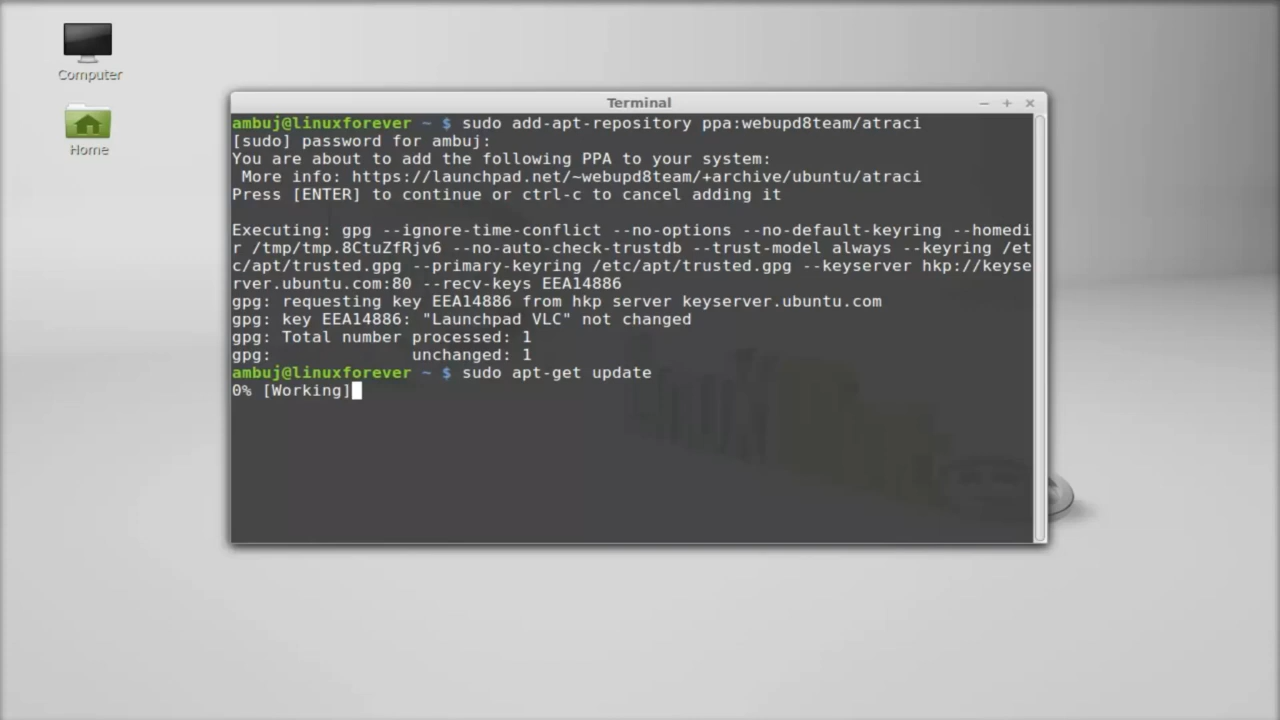 Computer
Home
Terminal
ambuj@linuxforever ~ $ sudo add-apt-repository ppa:webupd8team/atraci
[sudo] password for ambuj:
You are about to add the following PPA to your system:
 More info: https://launchpad.net/~webupd8team/+archive/ubuntu/atraci
Press [ENTER] to continue or ctrl-c to cancel adding it
Executing: gpg --ignore-time-conflict --no-options --no-default-keyring --homedi
r /tmp/tmp.8CtuZfRjv6 --no-auto-check-trustdb --trust-model always --keyring /et
c/apt/trusted.gpg --primary-keyring /etc/apt/trusted.gpg --keyserver hkp://keyse
rver.ubuntu.com:80 --recv-keys EEA14886
gpg: requesting key EEA14886 from hkp server keyserver.ubuntu.com
gpg: key EEA14886: "Launchpad VLC" not changed
gpg: Total number processed: 1
gpg:              unchanged: 1
ambuj@linuxforever ~ $ sudo apt-get update
0% [Working]